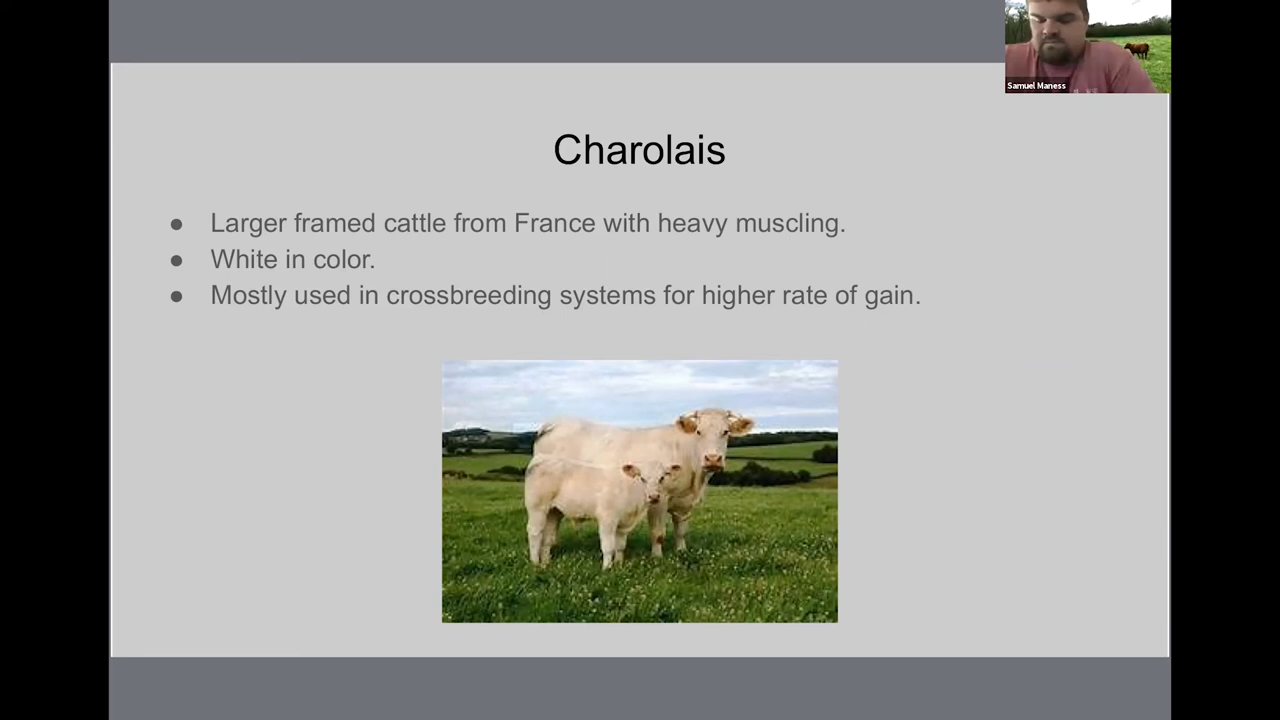 Samuel Maness
Charolais
● Larger framed cattle from France with heavy muscling.
● White in color.
● Mostly used in crossbreeding systems for higher rate of gain.